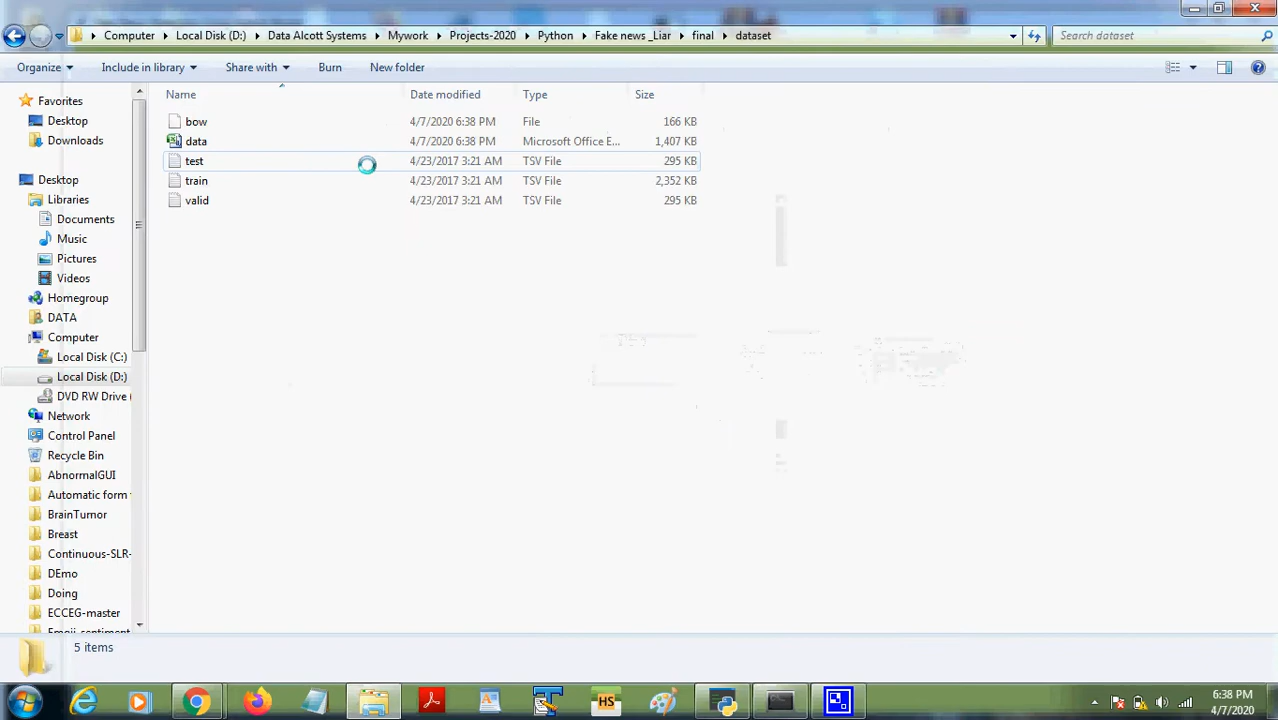 Computer Local Disk (D:) Data Alcott Systems Mywork Projects-2020 Python Fake news _Liar final dataset Search dataset
Organize Include in library Share with Burn New folder
Name Date modified Type Size
bow 4/7/2020 6:38 PM File 166 KB
data 4/7/2020 6:38 PM Microsoft Office E... 1,407 KB
test 4/23/2017 3:21 AM TSV File 295 KB
train 4/23/2017 3:21 AM TSV File 2,352 KB
valid 4/23/2017 3:21 AM TSV File 295 KB
Favorites
Desktop
Downloads
Desktop
Libraries
Documents
Music
Pictures
Videos
Homegroup
DATA
Computer
Local Disk (C:)
Local Disk (D:)
DVD RW Drive (
Network
Control Panel
Recycle Bin
AbnormalGUI
Automatic form
BrainTumor
Breast
Continuous-SLR-
DEmo
Doing
ECCEG-master
Emoji-sentiment
5 items
HS
6:38 PM
4/7/2020